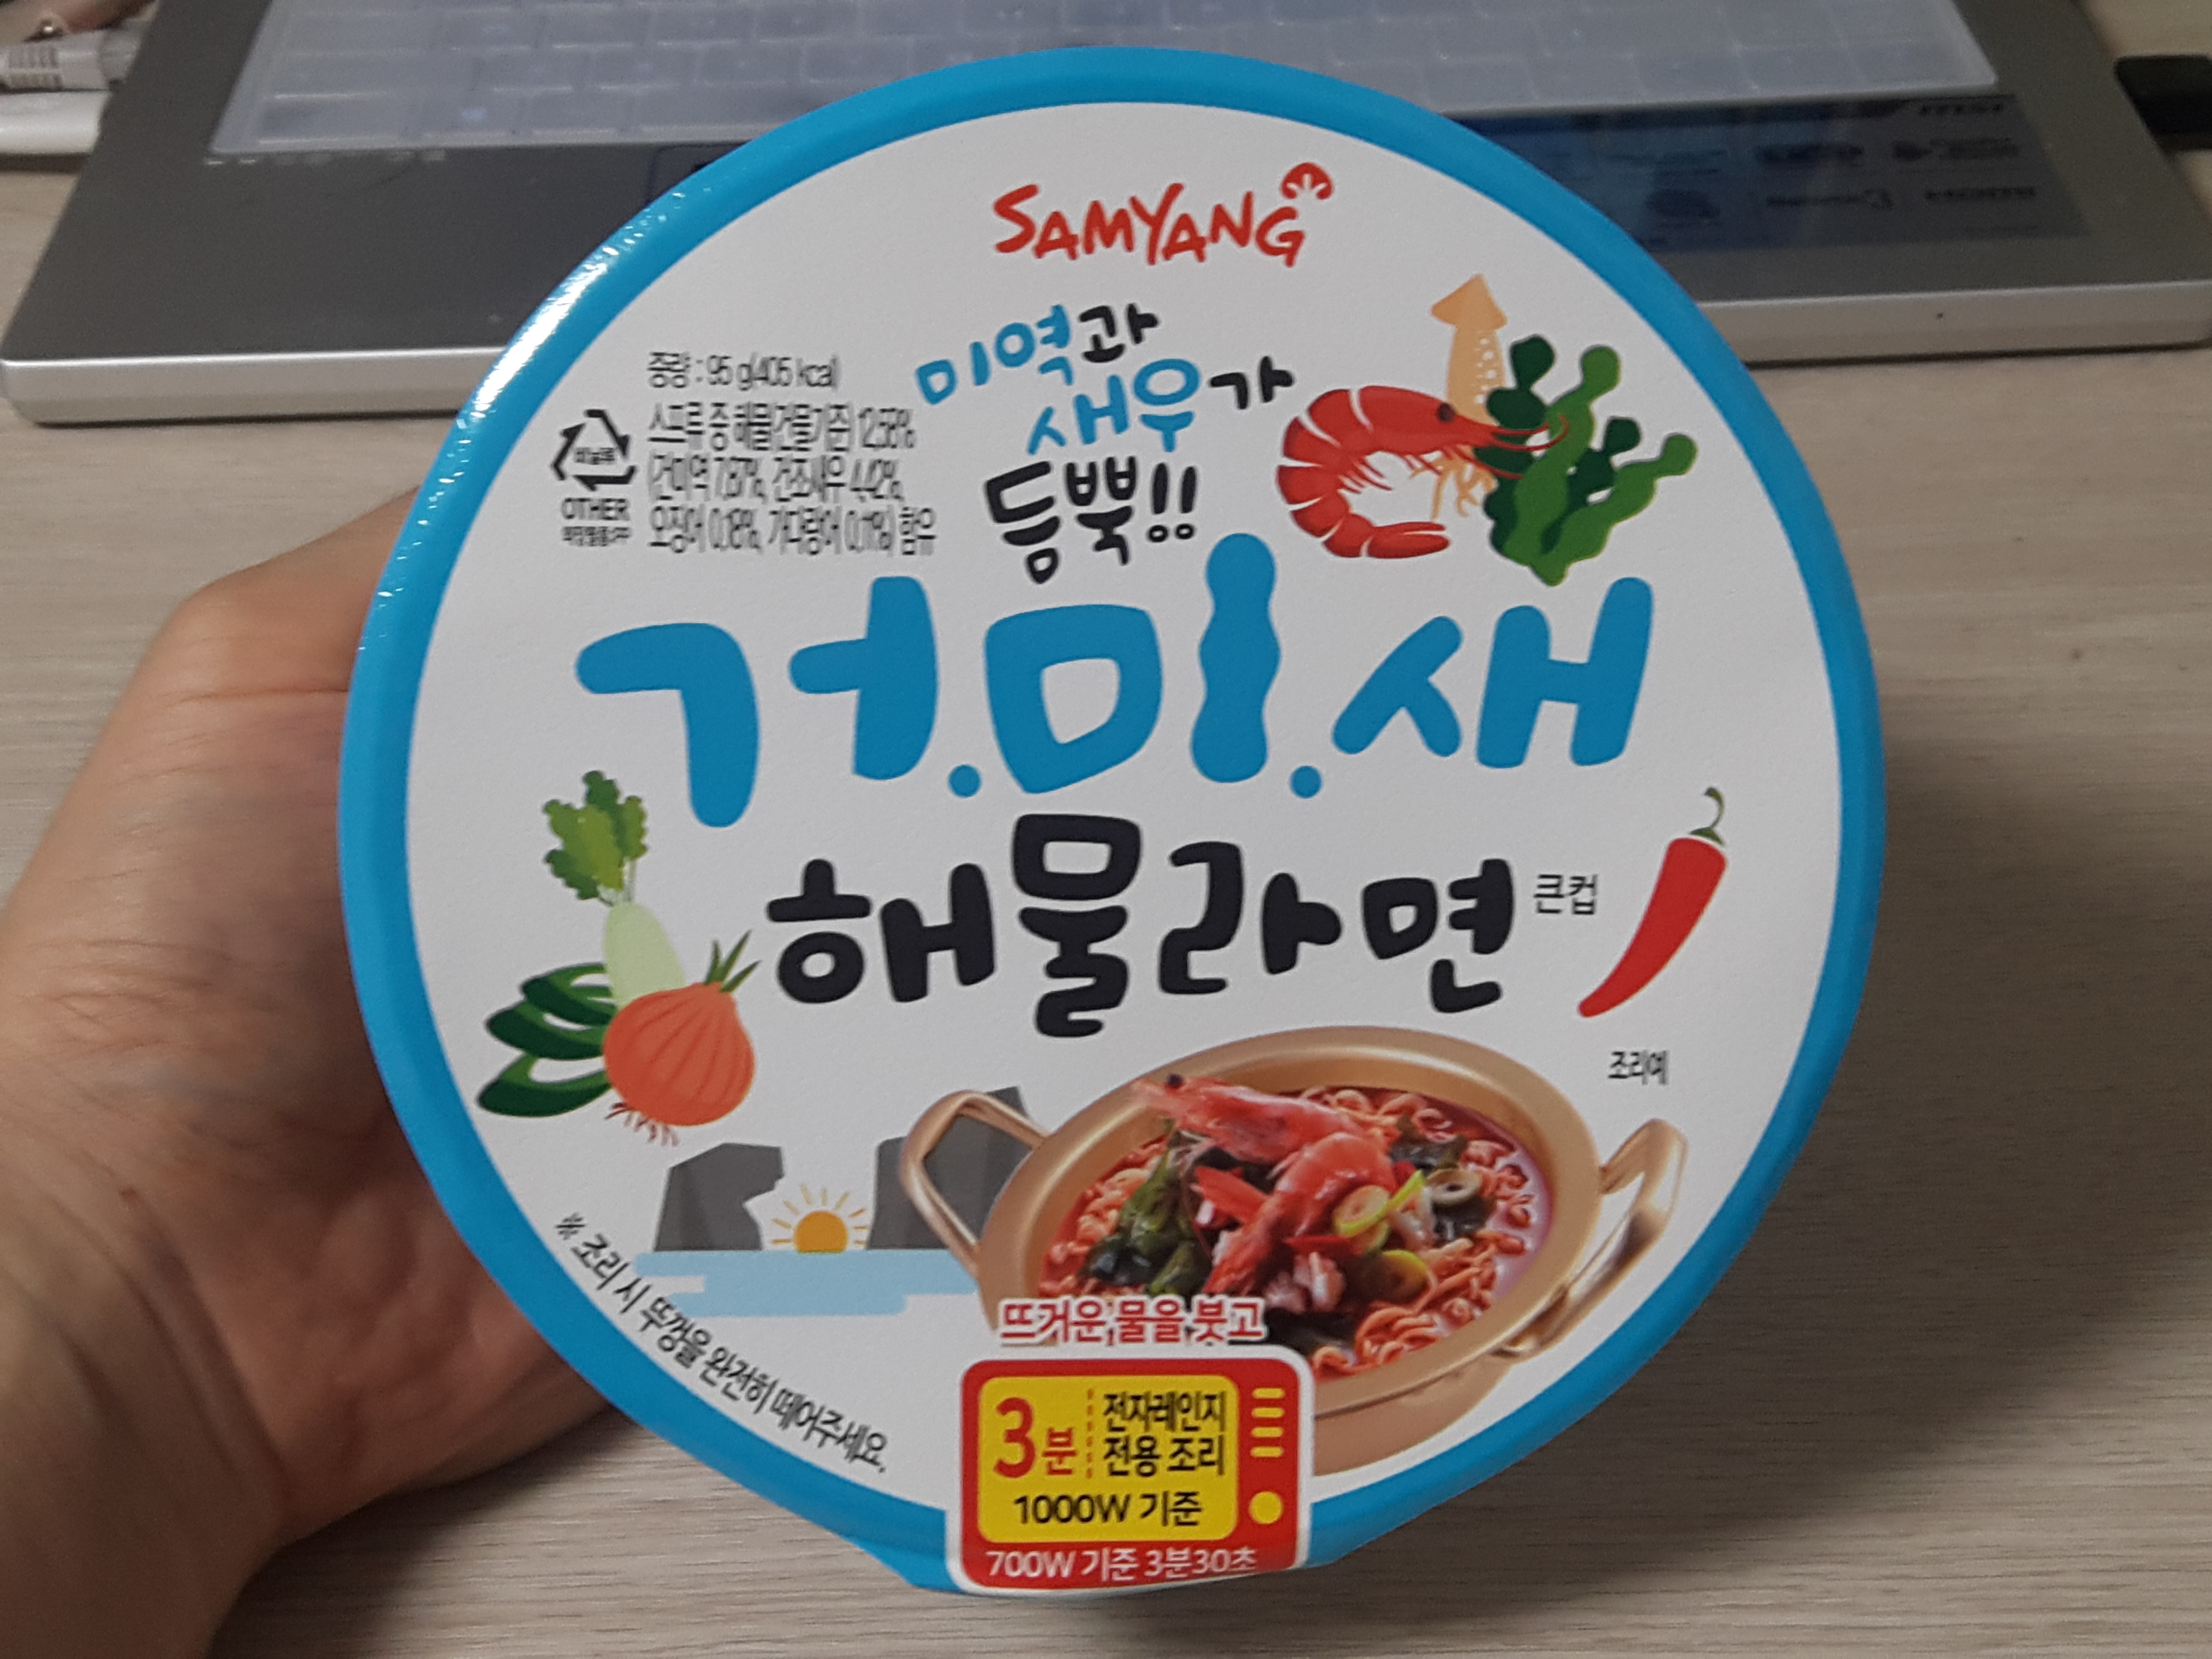 SAMYANG
미역과
새우가
듬뿍!!
중량 : 95 g(405 kcal)
스프류 중 해물(건물기준) 12.58%
(건미역 7.87%, 건조새우 4.42%,
오징어 0.18%, 가다랑어 0.11%) 함유
비닐류
OTHER
거.미.새
해물라면
큰컵
조리예
※ 조리 시 뚜껑을 완전히 떼어주세요.
뜨거운 물을 붓고
3분
전자레인지
전용 조리
1000W 기준
700W 기준 3분30초